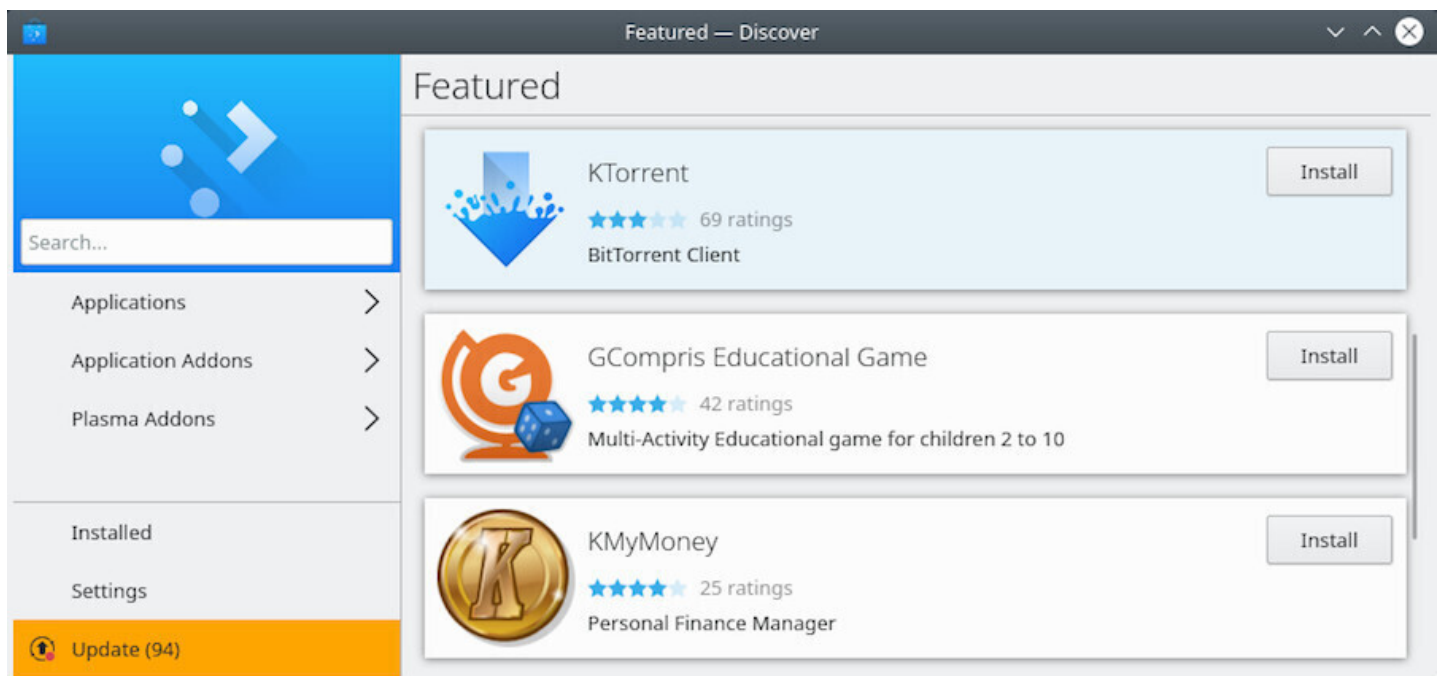 Featured — Discover
Search...
Applications
Application Addons
Plasma Addons
Installed
Settings
Update (94)
Featured
KTorrent
69 ratings
BitTorrent Client
Install
GCompris Educational Game
42 ratings
Multi-Activity Educational game for children 2 to 10
Install
KMyMoney
25 ratings
Personal Finance Manager
Install
G
K